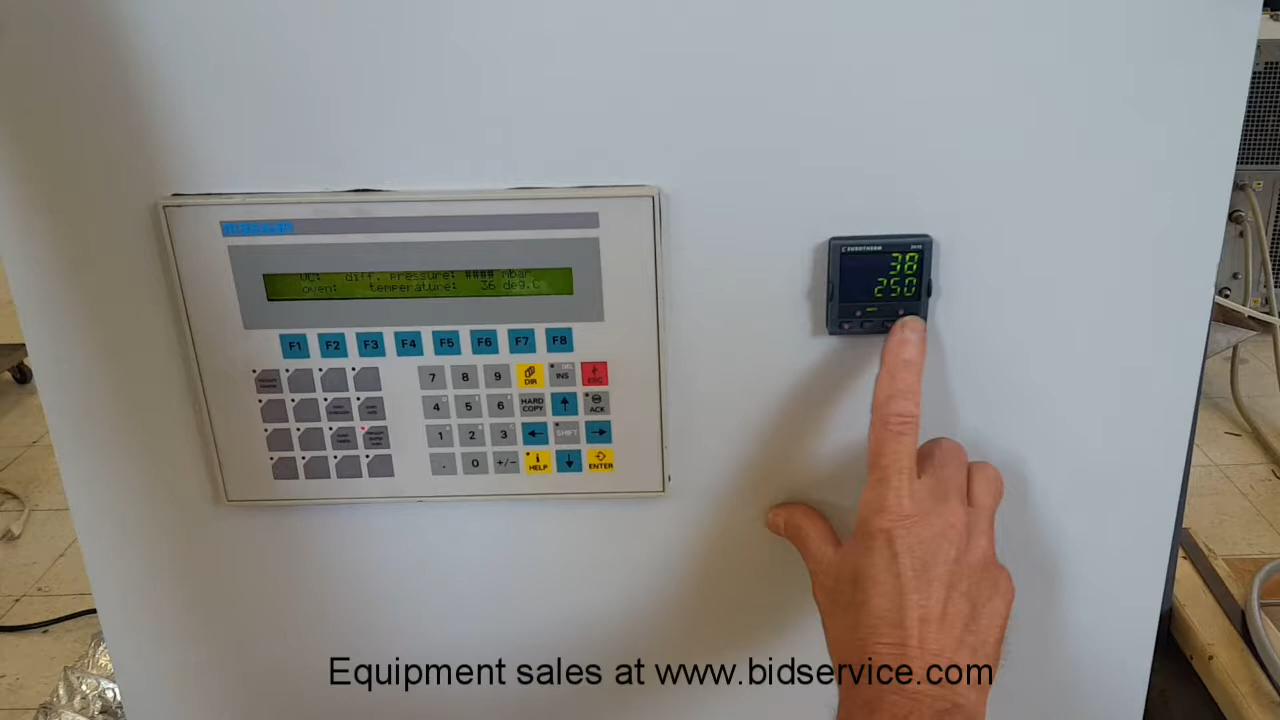 VC: diff. pressure: #### mbar
oven: temperature: 36 deg.C
EUROTHERM
38
250
F1 F2 F3 F4 F5 F6 F7 F8
7 8 9 DIR INS DEL ESC
4 5 6 HARD COPY ACK
1 2 3 SHIFT
. 0 +/- HELP ENTER
Equipment sales at www.bidservice.com